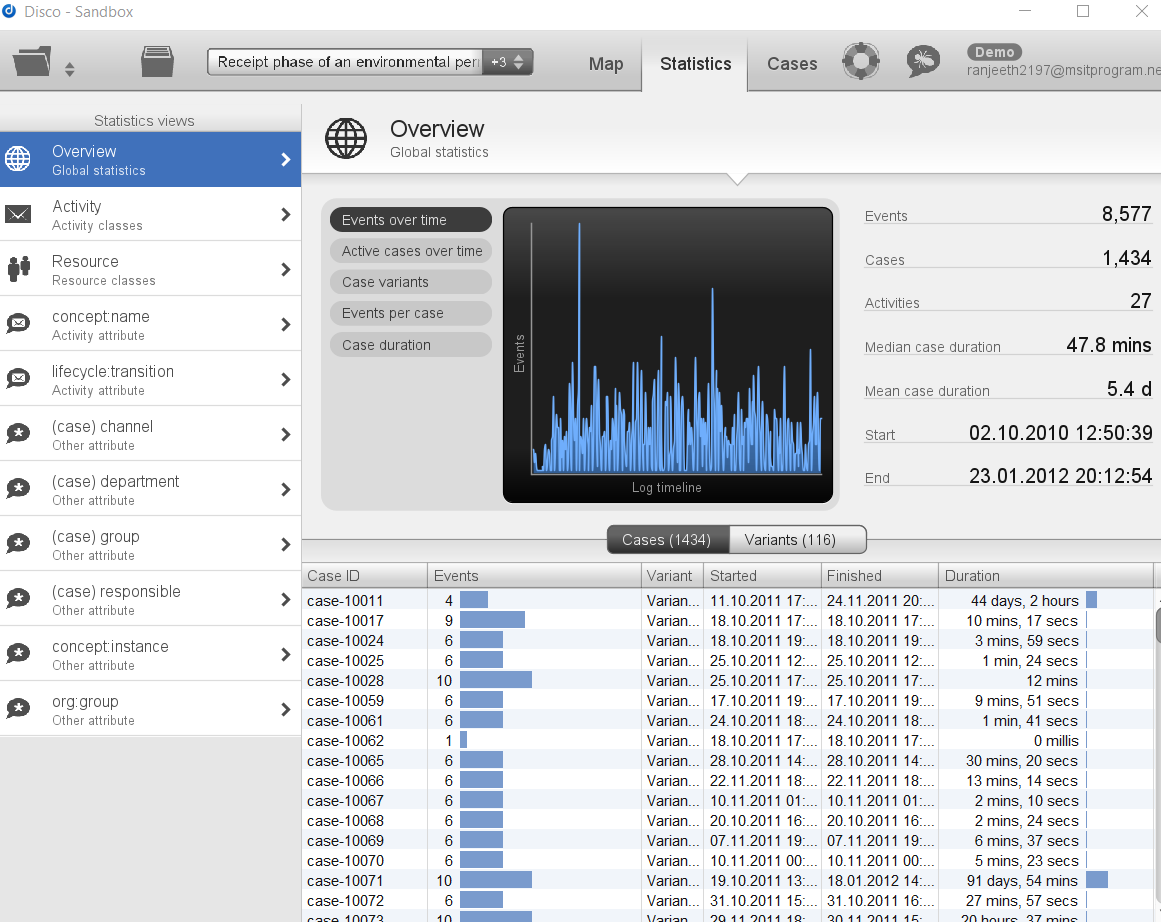 Disco - Sandbox
Receipt phase of an environmental per +3
Map Statistics Cases
Demo
ranjeeth2197@msitprogram.ne
Statistics views
Overview
Global statistics
Activity
Activity classes
Resource
Resource classes
concept:name
Activity attribute
lifecycle:transition
Activity attribute
(case) channel
Other attribute
(case) department
Other attribute
(case) group
Other attribute
(case) responsible
Other attribute
concept:instance
Other attribute
org:group
Other attribute
Overview
Global statistics
Events over time
Active cases over time
Case variants
Events per case
Case duration
Events
Log timeline
Events 8,577
Cases 1,434
Activities 27
Median case duration 47.8 mins
Mean case duration 5.4 d
Start 02.10.2010 12:50:39
End 23.01.2012 20:12:54
Cases (1434) Variants (116)
Case ID Events Variant Started Finished Duration
case-10011 4 Varian... 11.10.2011 17:... 24.11.2011 20:... 44 days, 2 hours
case-10017 9 Varian... 18.10.2011 17:... 18.10.2011 17:... 10 mins, 17 secs
case-10024 6 Varian... 18.10.2011 19:... 18.10.2011 19:... 3 mins, 59 secs
case-10025 6 Varian... 25.10.2011 12:... 25.10.2011 12:... 1 min, 24 secs
case-10028 10 Varian... 25.10.2011 17:... 25.10.2011 17:... 12 mins
case-10059 6 Varian... 17.10.2011 19:... 17.10.2011 19:... 9 mins, 51 secs
case-10061 6 Varian... 24.10.2011 18:... 24.10.2011 18:... 1 min, 41 secs
case-10062 1 Varian... 18.10.2011 17:... 18.10.2011 17:... 0 millis
case-10065 6 Varian... 28.10.2011 14:... 28.10.2011 14:... 30 mins, 20 secs
case-10066 6 Varian... 22.11.2011 18:... 22.11.2011 18:... 13 mins, 14 secs
case-10067 6 Varian... 10.11.2011 01:... 10.11.2011 01:... 2 mins, 10 secs
case-10068 6 Varian... 20.10.2011 16:... 20.10.2011 16:... 2 mins, 24 secs
case-10069 6 Varian... 07.11.2011 19:... 07.11.2011 19:... 6 mins, 37 secs
case-10070 6 Varian... 10.11.2011 00:... 10.11.2011 00:... 5 mins, 23 secs
case-10071 10 Varian... 19.10.2011 13:... 18.01.2012 14:... 91 days, 54 mins
case-10072 6 Varian... 31.10.2011 15:... 31.10.2011 16:... 27 mins, 57 secs
case-10073 10 Varian... 29.11.2011 18:... 30.11.2011 15:... 20 hours, 37 mins